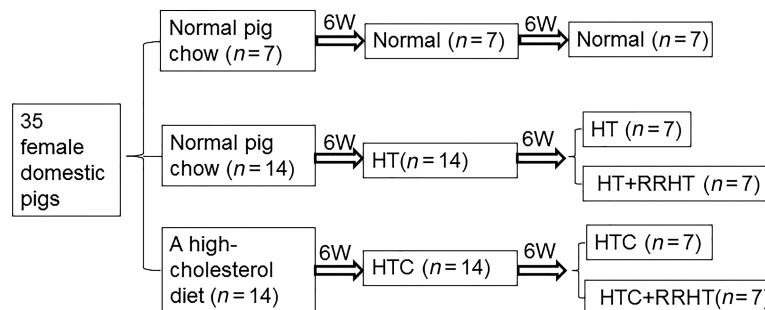 35
female
domestic
pigs
Normal pig
chow (n=7)
6W
Normal (n=7)
6W
Normal (n=7)
Normal pig
chow (n=14)
6W
HT(n=14)
6W
HT (n=7)
HT+RRHT (n=7)
A high-
cholesterol
diet (n=14)
6W
HTC (n=14)
6W
HTC (n=7)
HTC+RRHT(n=7)